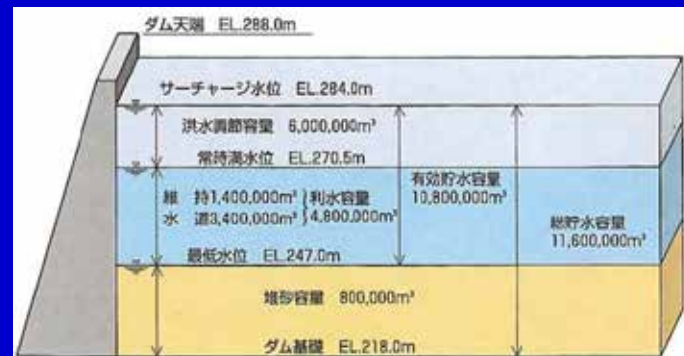 ダム天端 EL.288.0m
サーチャージ水位 EL.284.0m
洪水調節容量 6,000,000m³
常時満水位 EL.270.5m
有効貯水容量
10,800,000m³
維 持1,400,000m³
水 道3,400,000m³
利水容量
4,800,000m³
総貯水容量
11,600,000m³
最低水位 EL.247.0m
堆砂容量 800,000m³
ダム基礎 EL.218.0m